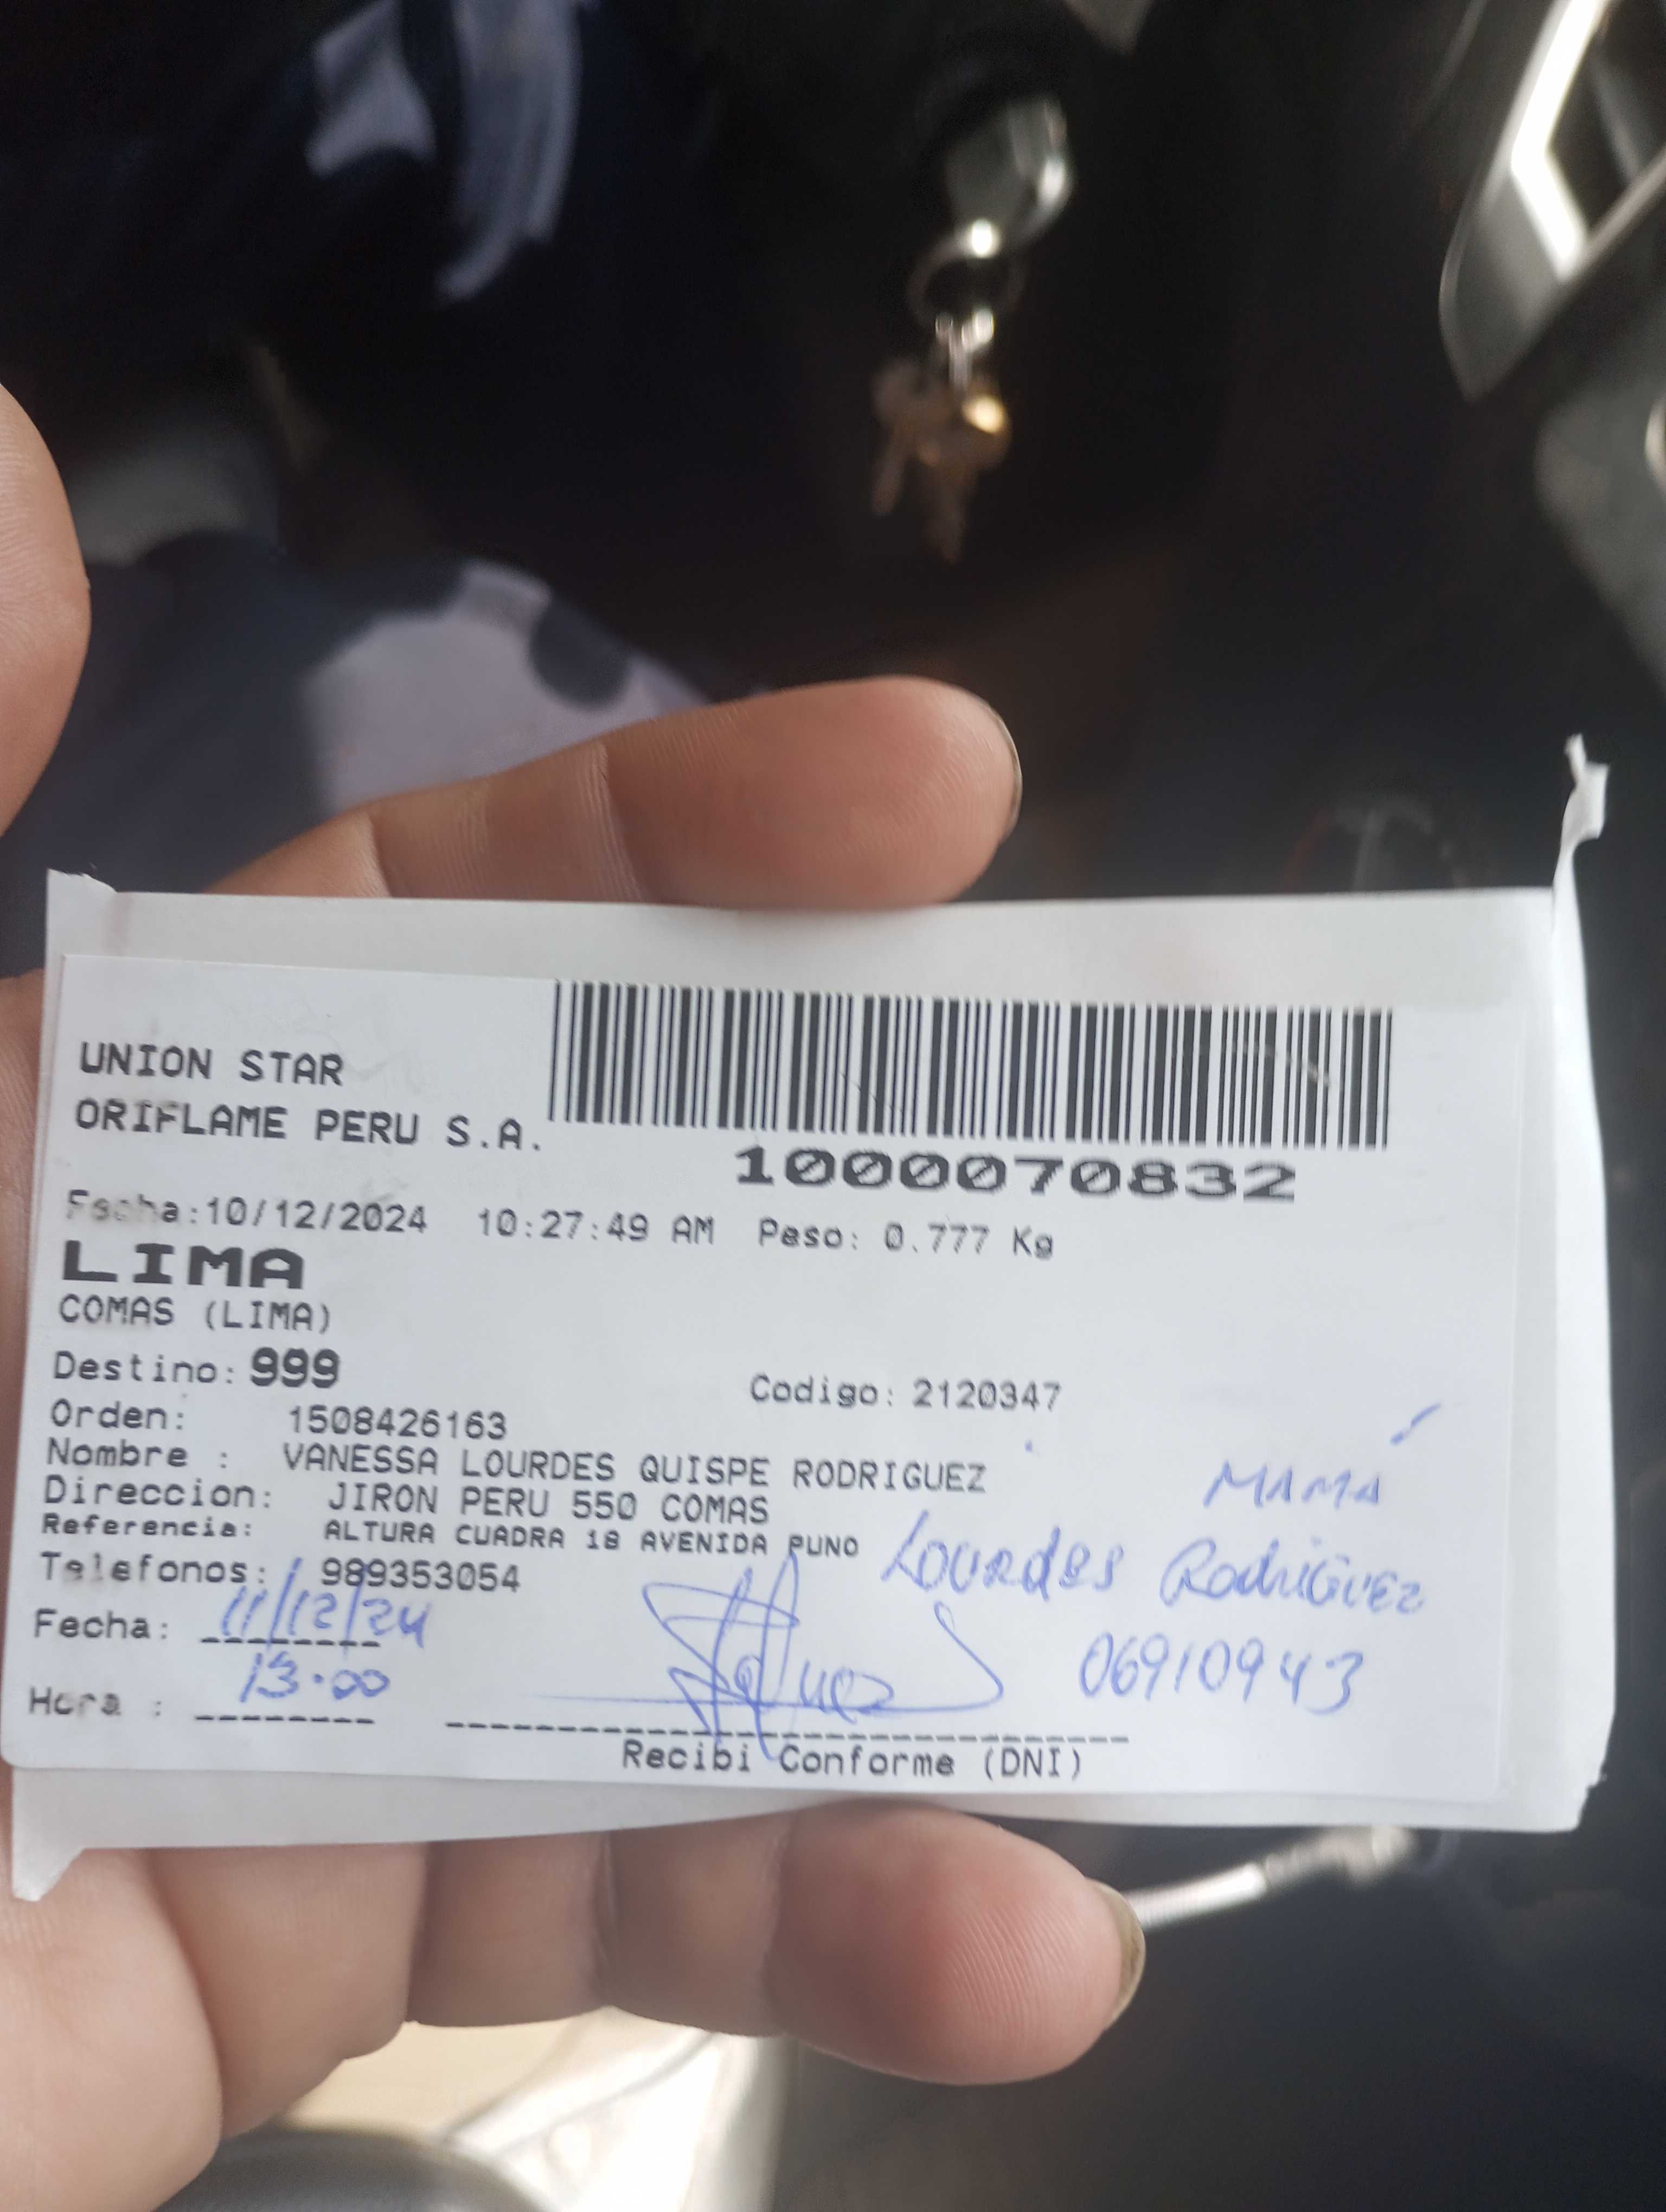 UNION STAR
ORIFLAME PERU S.A.
1000070832
Fecha:10/12/2024 10:27:49 AM Peso: 0.777 Kg
LIMA
COMAS (LIMA)
Destino: 999 Codigo: 2120347
Orden: 1508426163
Nombre : VANESSA LOURDES QUISPE RODRIGUEZ
MAMÁ
Direccion: JIRON PERU 550 COMAS
Referencia: ALTURA CUADRA 18 AVENIDA PUNO
Lourdes Rodriguez
Telefonos: 989353054
Fecha: 11/12/24
06910943
Hora : 13.00
Recibi Conforme (DNI)